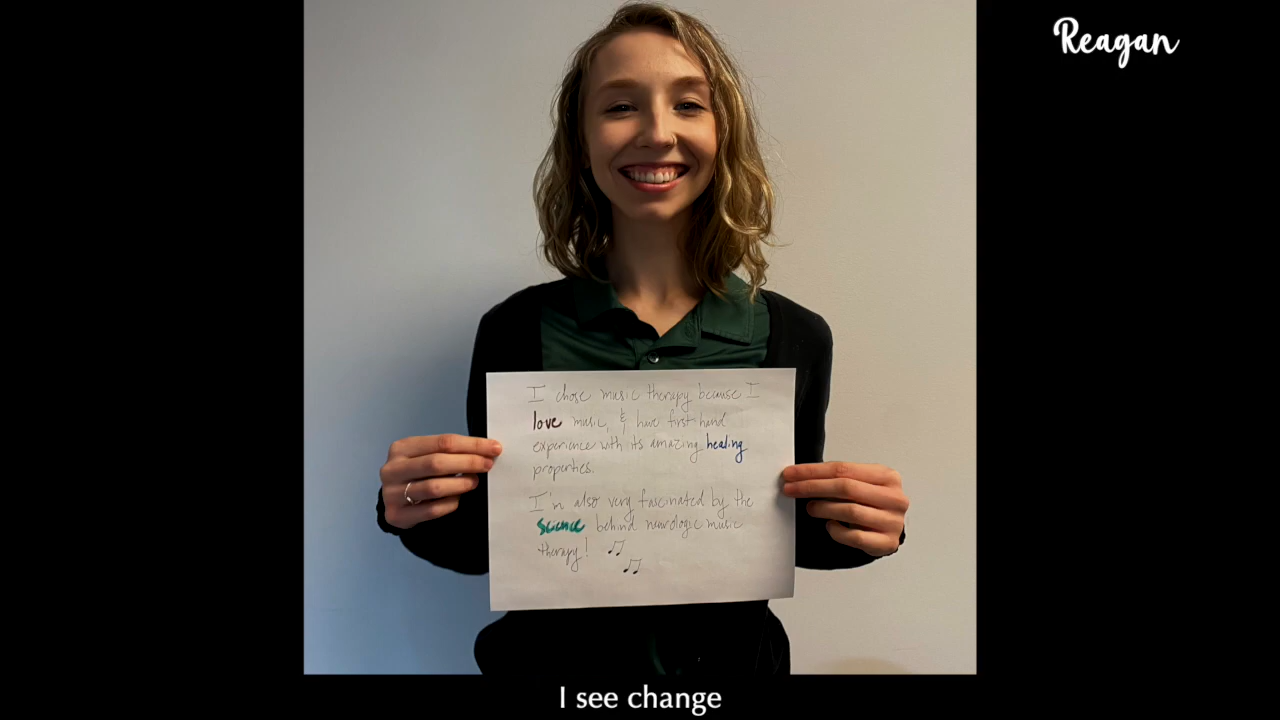 Reagan
I chose music therapy because I
love music, & have first hand
experience with its amazing healing
properties.
I'm also very fascinated by the
science behind neurologic music
therapy!
I see change